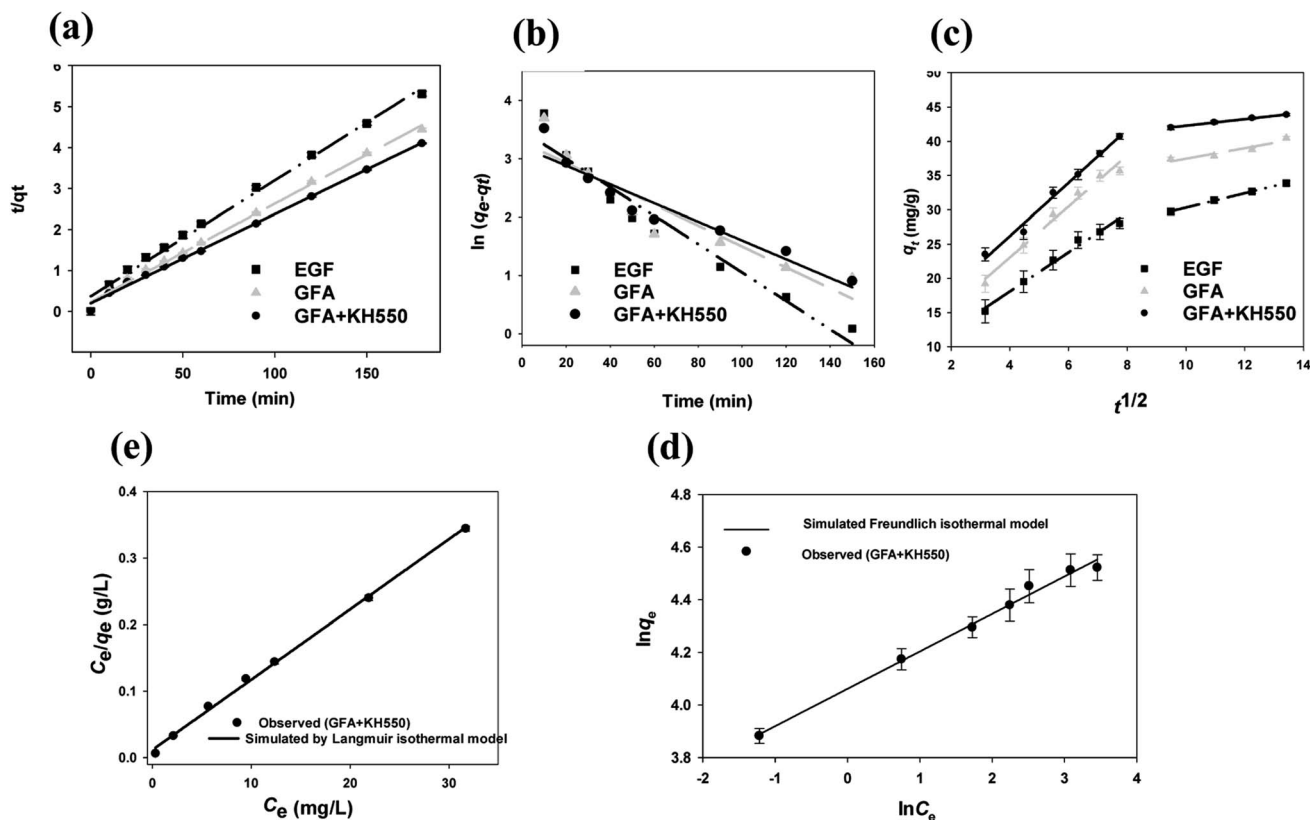 (a)
6
5
4
3
2
1
0
t/qt
EGF
GFA
GFA+KH550
0
50
100
150
Time (min)
(b)
4
3
2
1
0
ln (qe-qt)
EGF
GFA
GFA+KH550
0 20 40 60 80 100 120 140 160
Time (min)
(c)
50
45
40
35
30
25
20
15
10
qt (mg/g)
EGF
GFA
GFA+KH550
2 4 6 8 10 12 14
t1/2
(e)
0.4
0.3
0.2
0.1
0.0
Ce/qe (g/L)
Observed (GFA+KH550)
Simulated by Langmuir isothermal model
0 10 20 30
Ce (mg/L)
(d)
4.8
4.6
4.4
4.2
4.0
3.8
lnqe
Simulated Freundlich isothermal model
Observed (GFA+KH550)
-2 -1 0 1 2 3 4
lnCe